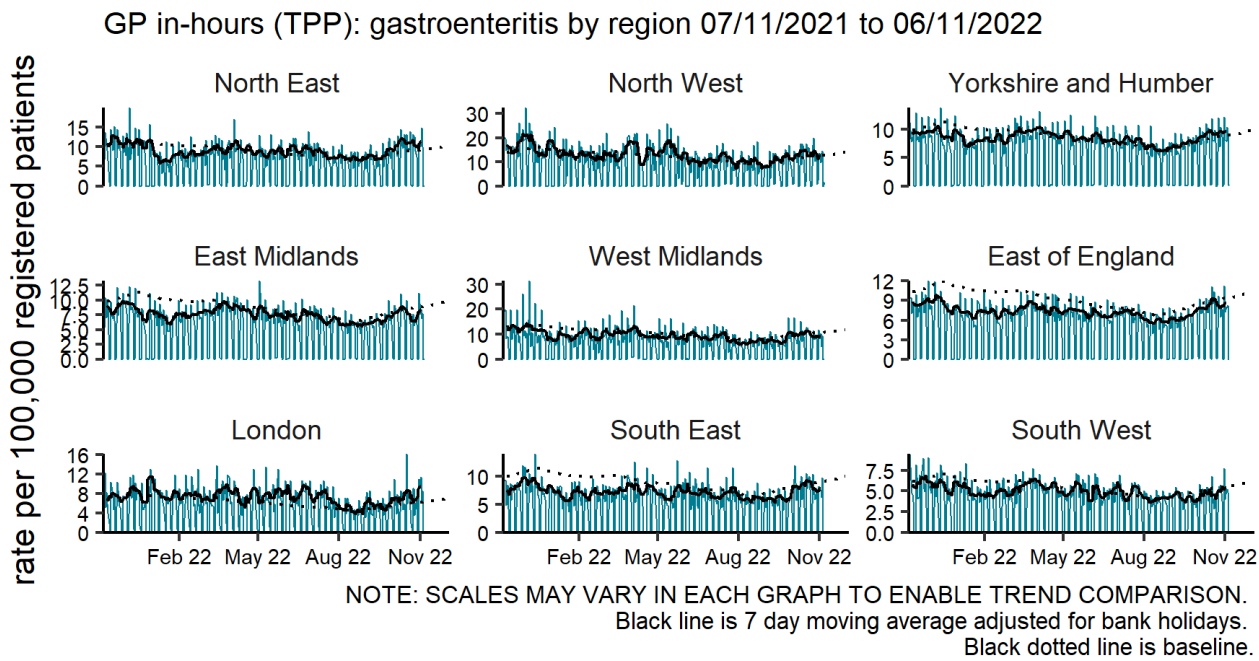 GP in-hours (TPP): gastroenteritis by region 07/11/2021 to 06/11/2022
rate per 100,000 registered patients
North East
15
10
5
0
North West
30
20
10
0
Yorkshire and Humber
10
5
0
East Midlands
12.5
10.0
7.5
5.0
2.5
0.0
West Midlands
30
20
10
0
East of England
12
9
6
3
0
London
16
12
8
4
0
Feb 22 May 22 Aug 22 Nov 22
South East
10
5
0
Feb 22 May 22 Aug 22 Nov 22
South West
7.5
5.0
2.5
0.0
Feb 22 May 22 Aug 22 Nov 22
NOTE: SCALES MAY VARY IN EACH GRAPH TO ENABLE TREND COMPARISON.
Black line is 7 day moving average adjusted for bank holidays.
Black dotted line is baseline.